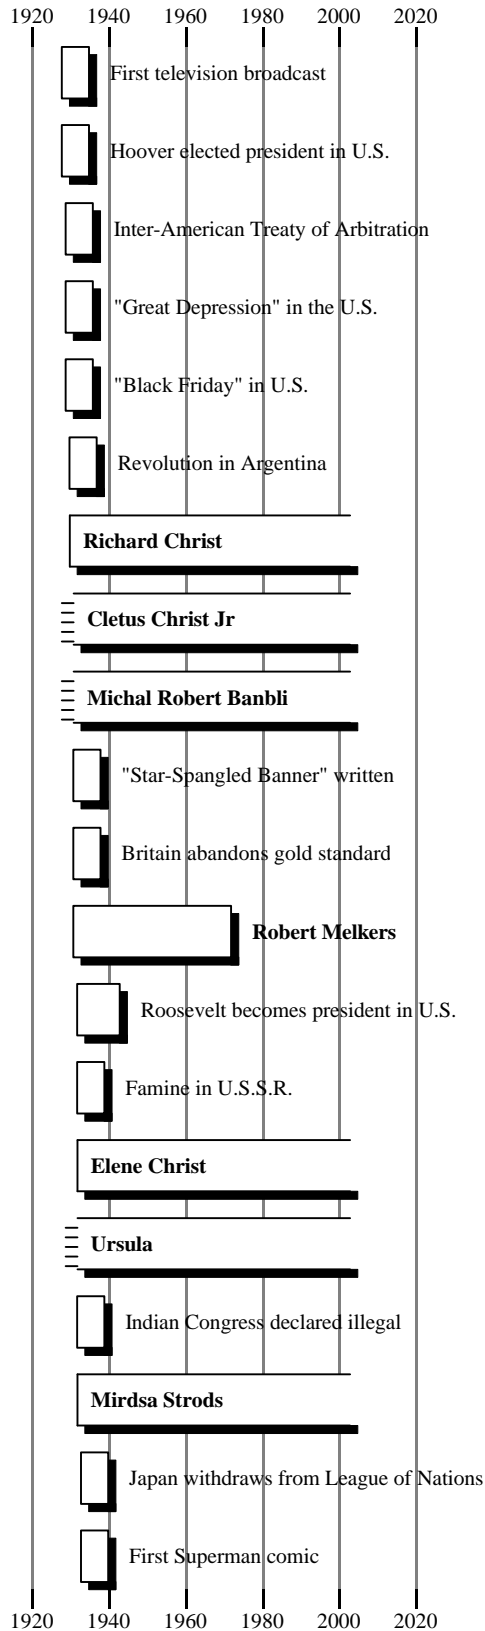 1920 1940 1960 1980 2000 2020
First television broadcast
Hoover elected president in U.S.
Inter-American Treaty of Arbitration
"Great Depression" in the U.S.
"Black Friday" in U.S.
Revolution in Argentina
Richard Christ
Cletus Christ Jr
Michal Robert Banbli
"Star-Spangled Banner" written
Britain abandons gold standard
Robert Melkers
Roosevelt becomes president in U.S.
Famine in U.S.S.R.
Elene Christ
Ursula
Indian Congress declared illegal
Mirdsa Strods
Japan withdraws from League of Nations
First Superman comic
1920 1940 1960 1980 2000 2020